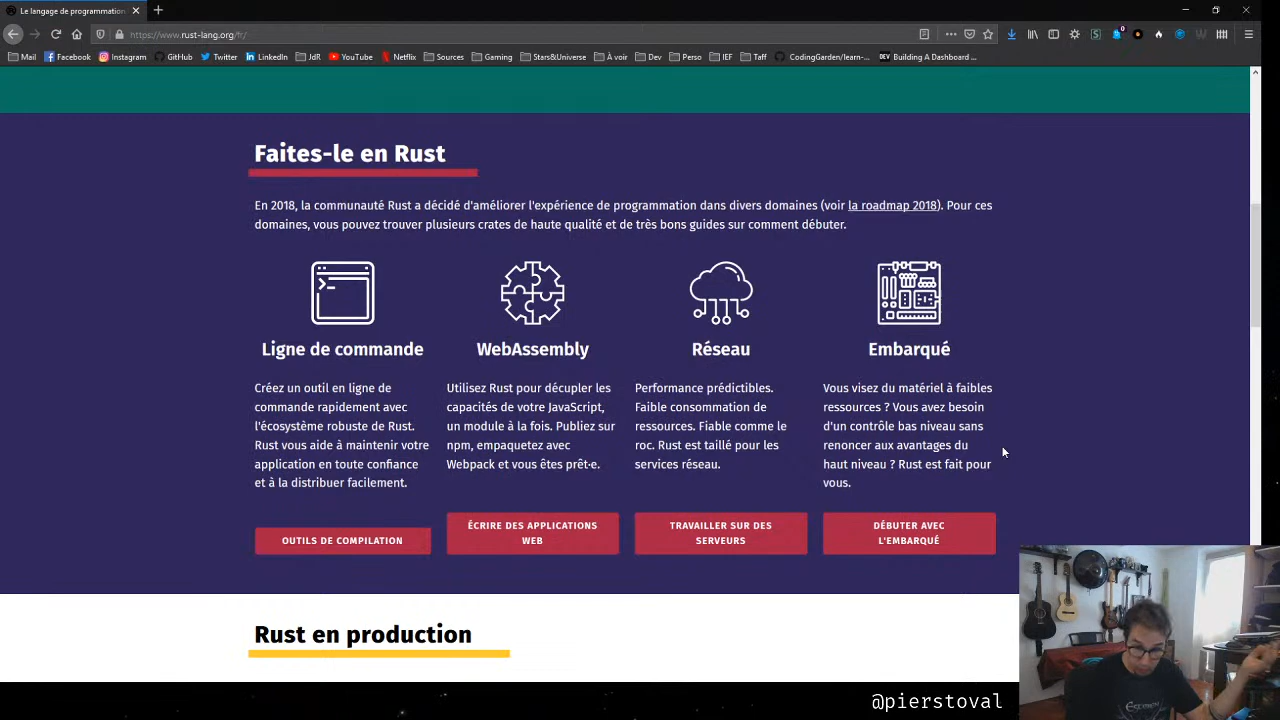 Le langage de programmation
https://www.rust-lang.org/fr/
Mail
Facebook
Instagram
GitHub
Twitter
LinkedIn
JdR
YouTube
Netflix
Sources
Gaming
Stars&Universe
À voir
Dev
Perso
IEF
Taff
CodingGarden/learn-...
DEV Building A Dashboard ...
Faites-le en Rust
En 2018, la communauté Rust a décidé d'améliorer l'expérience de programmation dans divers domaines (voir la roadmap 2018). Pour ces
domaines, vous pouvez trouver plusieurs crates de haute qualité et de très bons guides sur comment débuter.
Ligne de commande
Créez un outil en ligne de
commande rapidement avec
l'écosystème robuste de Rust.
Rust vous aide à maintenir votre
application en toute confiance
et à la distribuer facilement.
OUTILS DE COMPILATION
WebAssembly
Utilisez Rust pour décupler les
capacités de votre JavaScript,
un module à la fois. Publiez sur
npm, empaquetez avec
Webpack et vous êtes prêt·e.
ÉCRIRE DES APPLICATIONS
WEB
Réseau
Performance prédictibles.
Faible consommation de
ressources. Fiable comme le
roc. Rust est taillé pour les
services réseau.
TRAVAILLER SUR DES
SERVEURS
Embarqué
Vous visez du matériel à faibles
ressources ? Vous avez besoin
d'un contrôle bas niveau sans
renoncer aux avantages du
haut niveau ? Rust est fait pour
vous.
DÉBUTER AVEC
L'EMBARQUÉ
Rust en production
@pierstoval